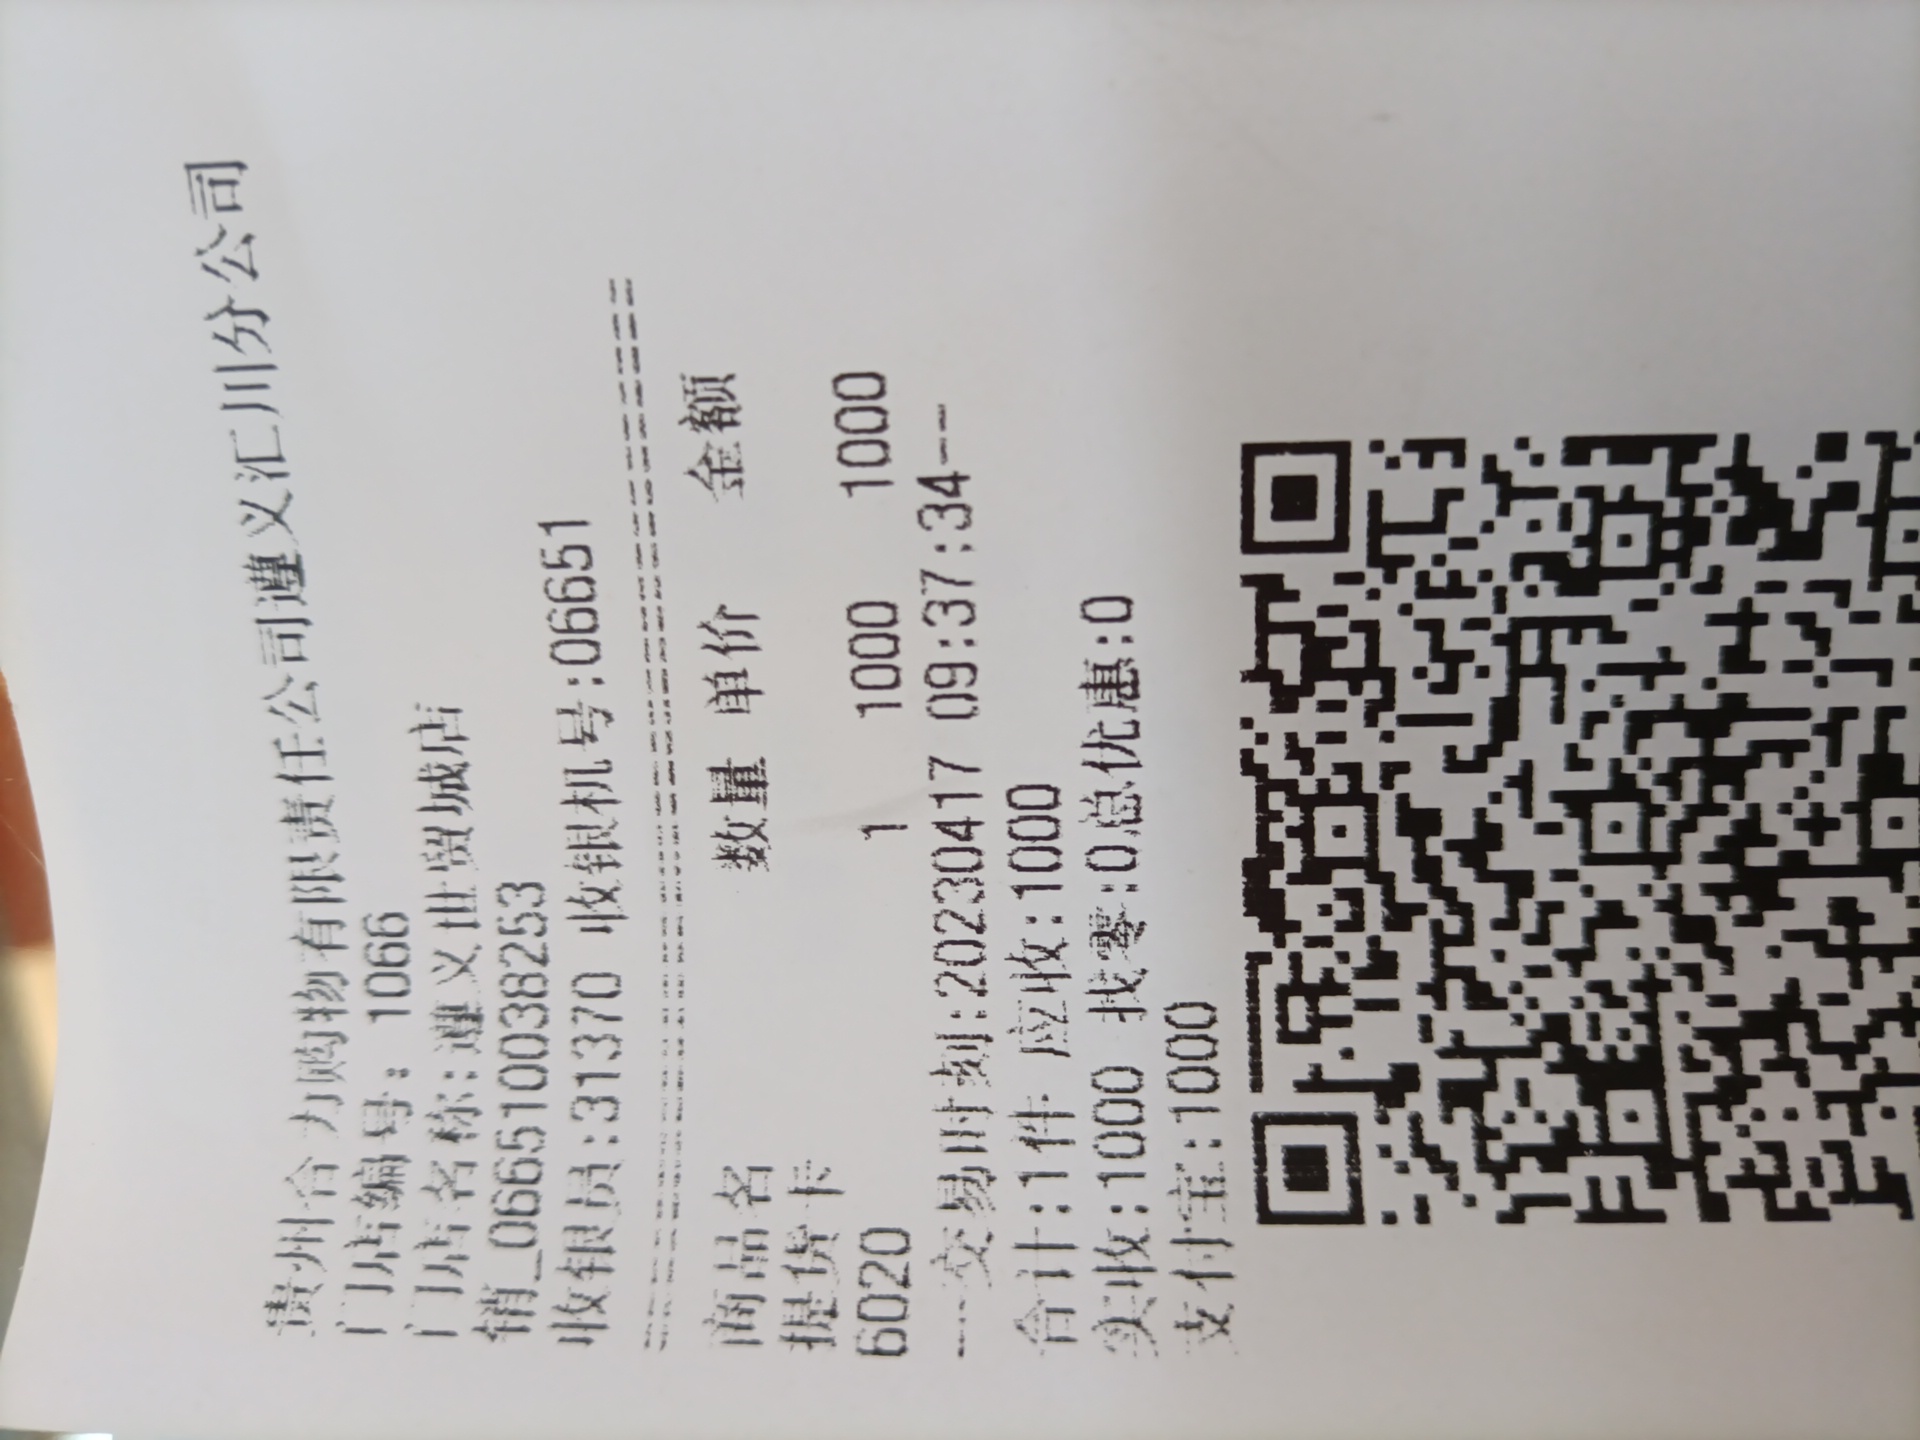 贵州合力购物有限责任公司遵义汇川分公司
门店编号: 1066
门店名称:遵义世贸城店
销_066510038253
收银员:31370 收银机号:06651
商品名 数量 单价 金额
提货卡
6020 1 1000 1000
---交易时刻:20230417 09:37:34--
合计:1件 应收:1000
实收:1000 找零:0总优惠:0
支付宝:1000